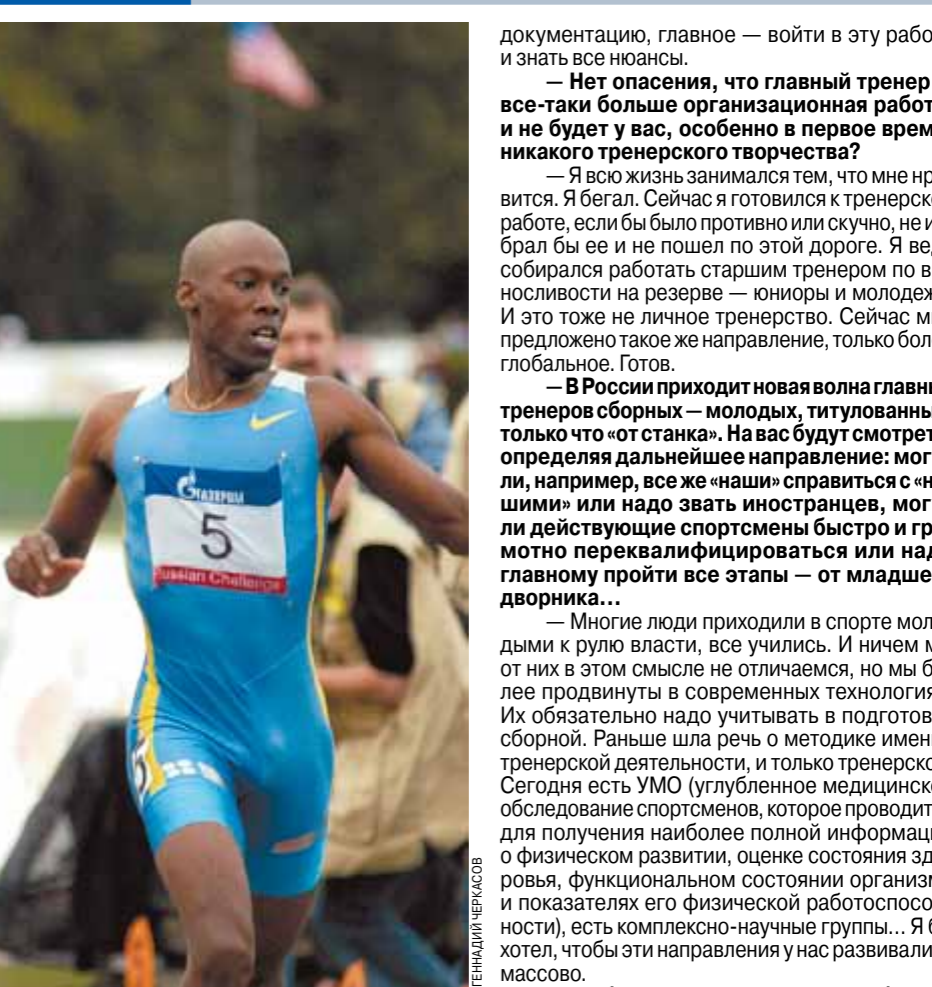 ГАЗПРОМ
5
Russian Challenge
ГЕННАДИЙ ЧЕРКАСОВ
документацию, главное — войти в эту рабо
и знать все нюансы.
— Нет опасения, что главный тренер
все-таки больше организационная работ
и не будет у вас, особенно в первое врем
никакого тренерского творчества?
— Я всю жизнь занимался тем, что мне нр
вится. Я бегал. Сейчас я готовился к тренерско
работе, если бы было противно или скучно, не и
брал бы ее и не пошел по этой дороге. Я ве
собирался работать старшим тренером по в
носливости на резерве — юниоры и молодеж
И это тоже не личное тренерство. Сейчас м
предложено такое же направление, только бол
глобальное. Готов.
— В России приходит новая волна главн
тренеров сборных — молодых, титулованны
только что «от станка». На вас будут смотрет
определяя дальнейшее направление: мог
ли, например, все же «наши» справиться с «н
шими» или надо звать иностранцев, мог
ли действующие спортсмены быстро и гр
мотно переквалифицироваться или над
главному пройти все этапы — от младше
дворника…
— Многие люди приходили в спорте мол
дыми к рулю власти, все учились. И ничем м
от них в этом смысле не отличаемся, но мы б
лее продвинуты в современных технология
Их обязательно надо учитывать в подготов
сборной. Раньше шла речь о методике имен
тренерской деятельности, и только тренерско
Сегодня есть УМО (углубленное медицинск
обследование спортсменов, которое проводит
для получения наиболее полной информац
о физическом развитии, оценке состояния зд
ровья, функциональном состоянии организм
и показателях его физической работоспосо
ности), есть комплексно-научные группы… Я б
хотел, чтобы эти направления у нас развивали
массово.